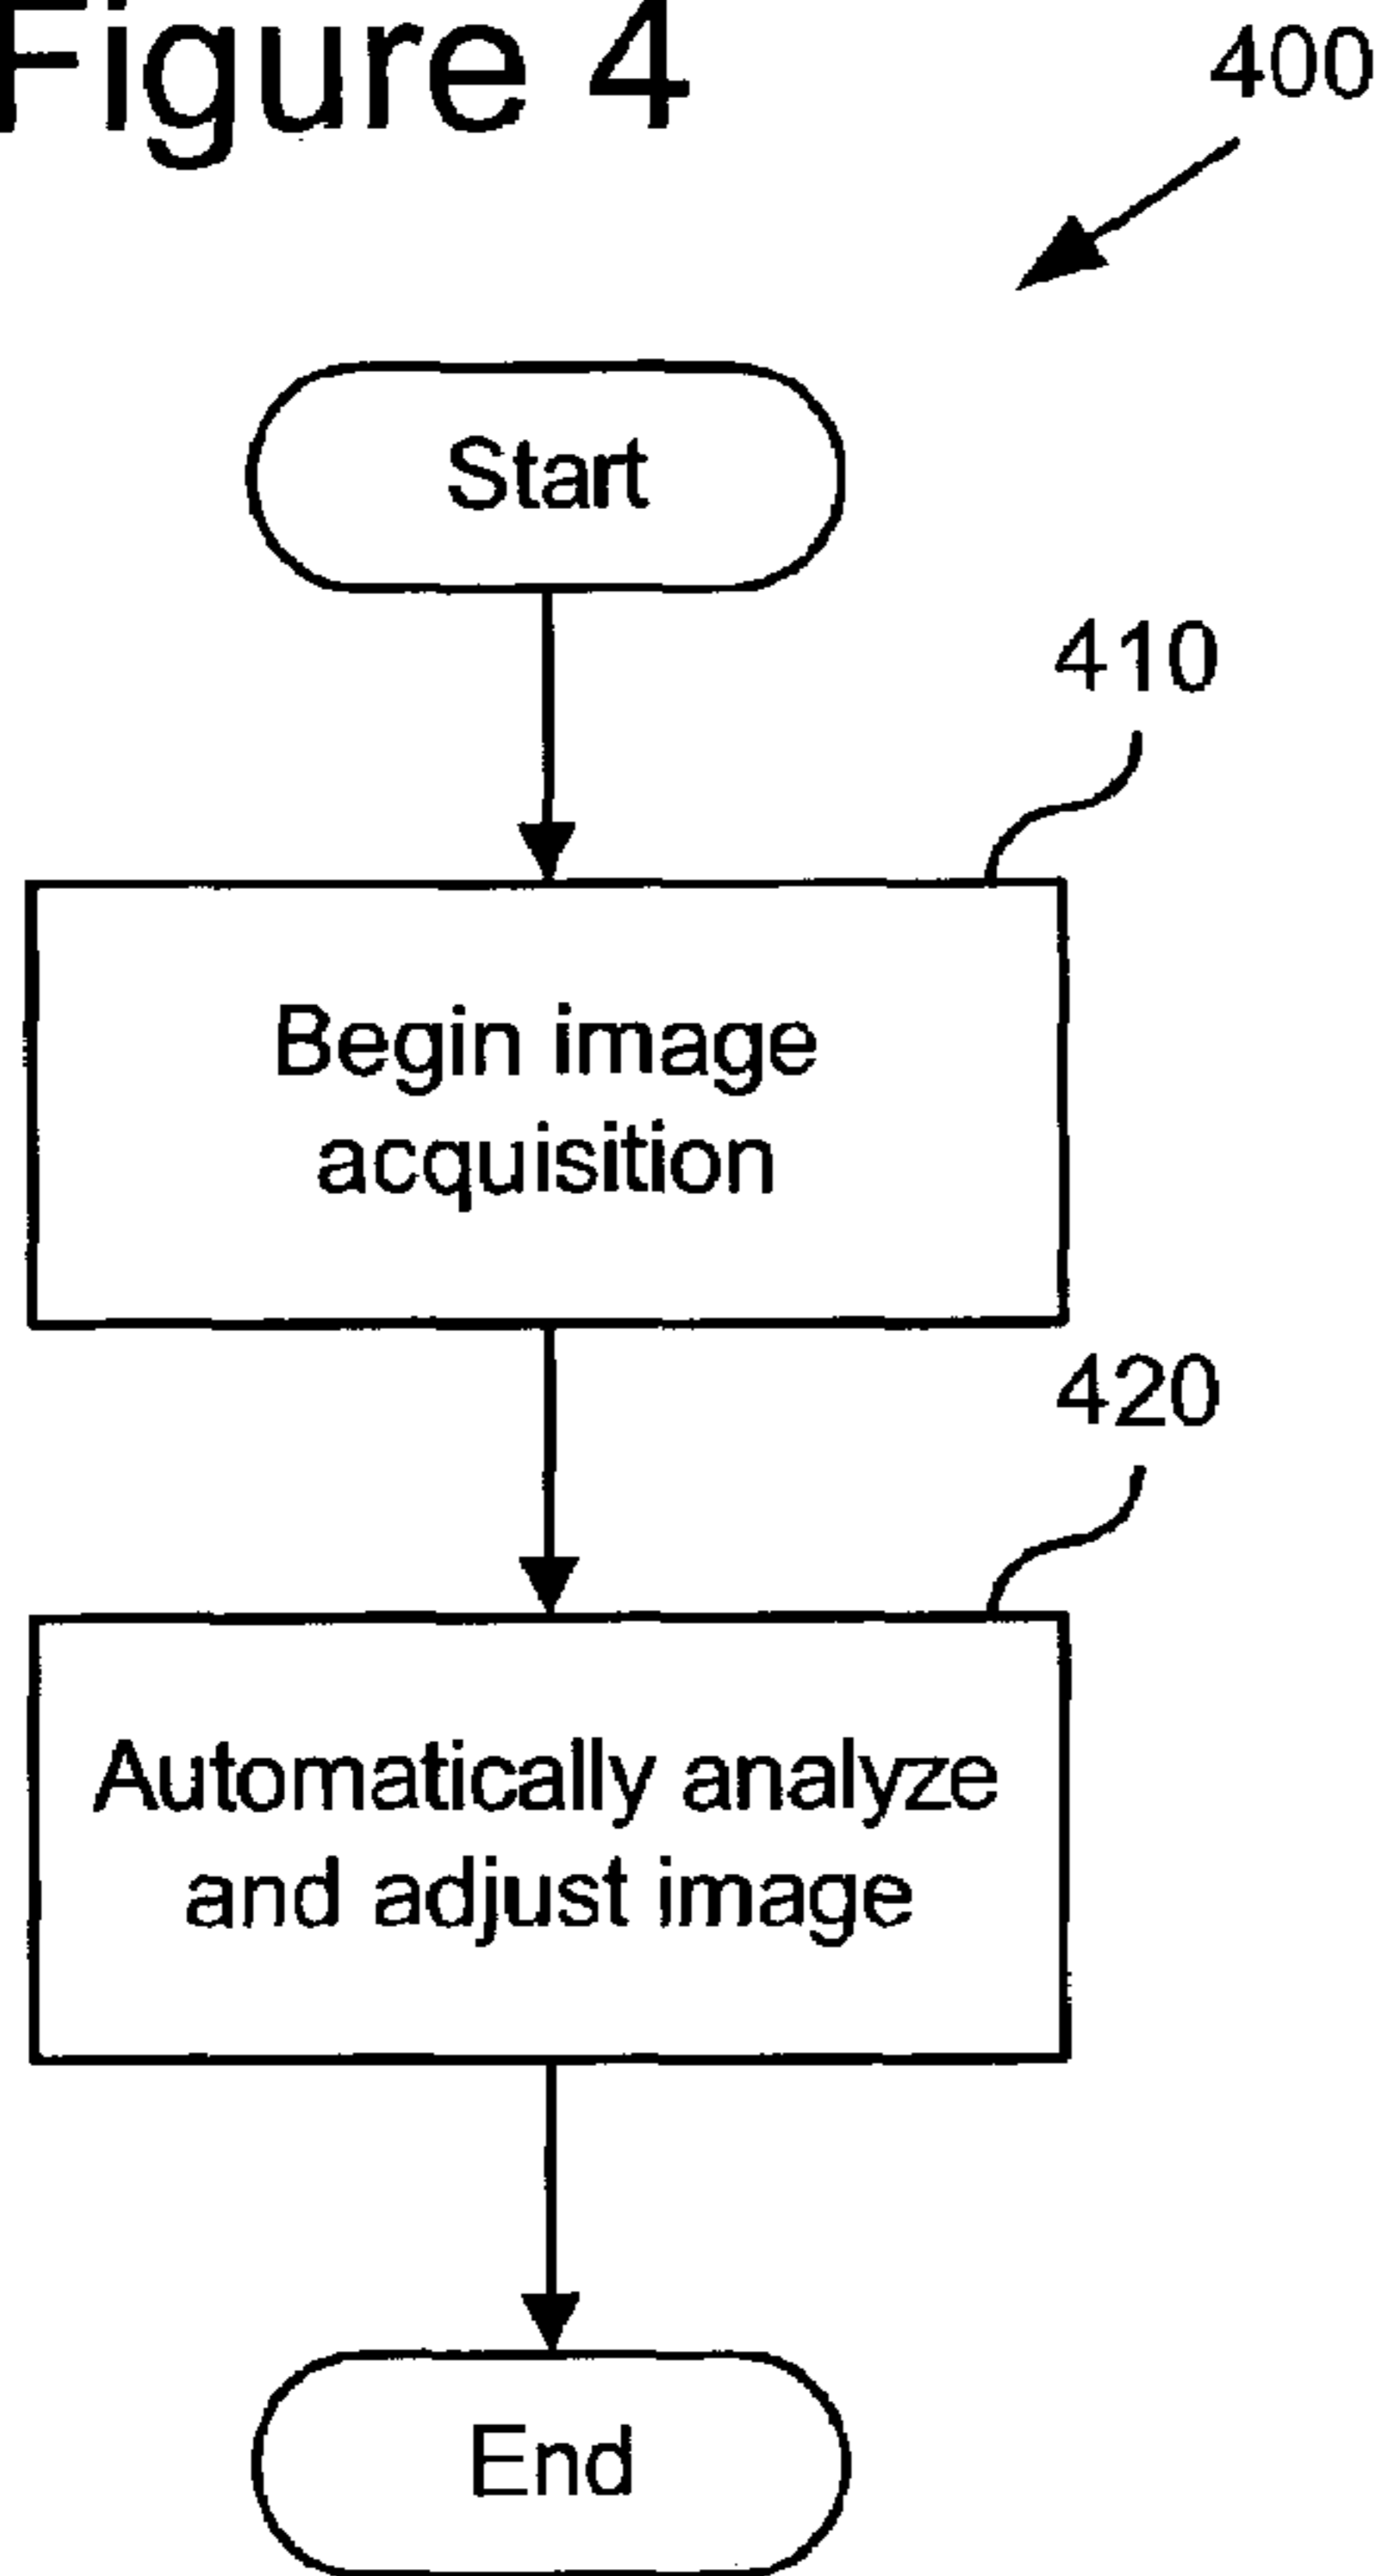 Figure 4
400
Start
410
Begin image
acquisition
420
Automatically analyze
and adjust image
End